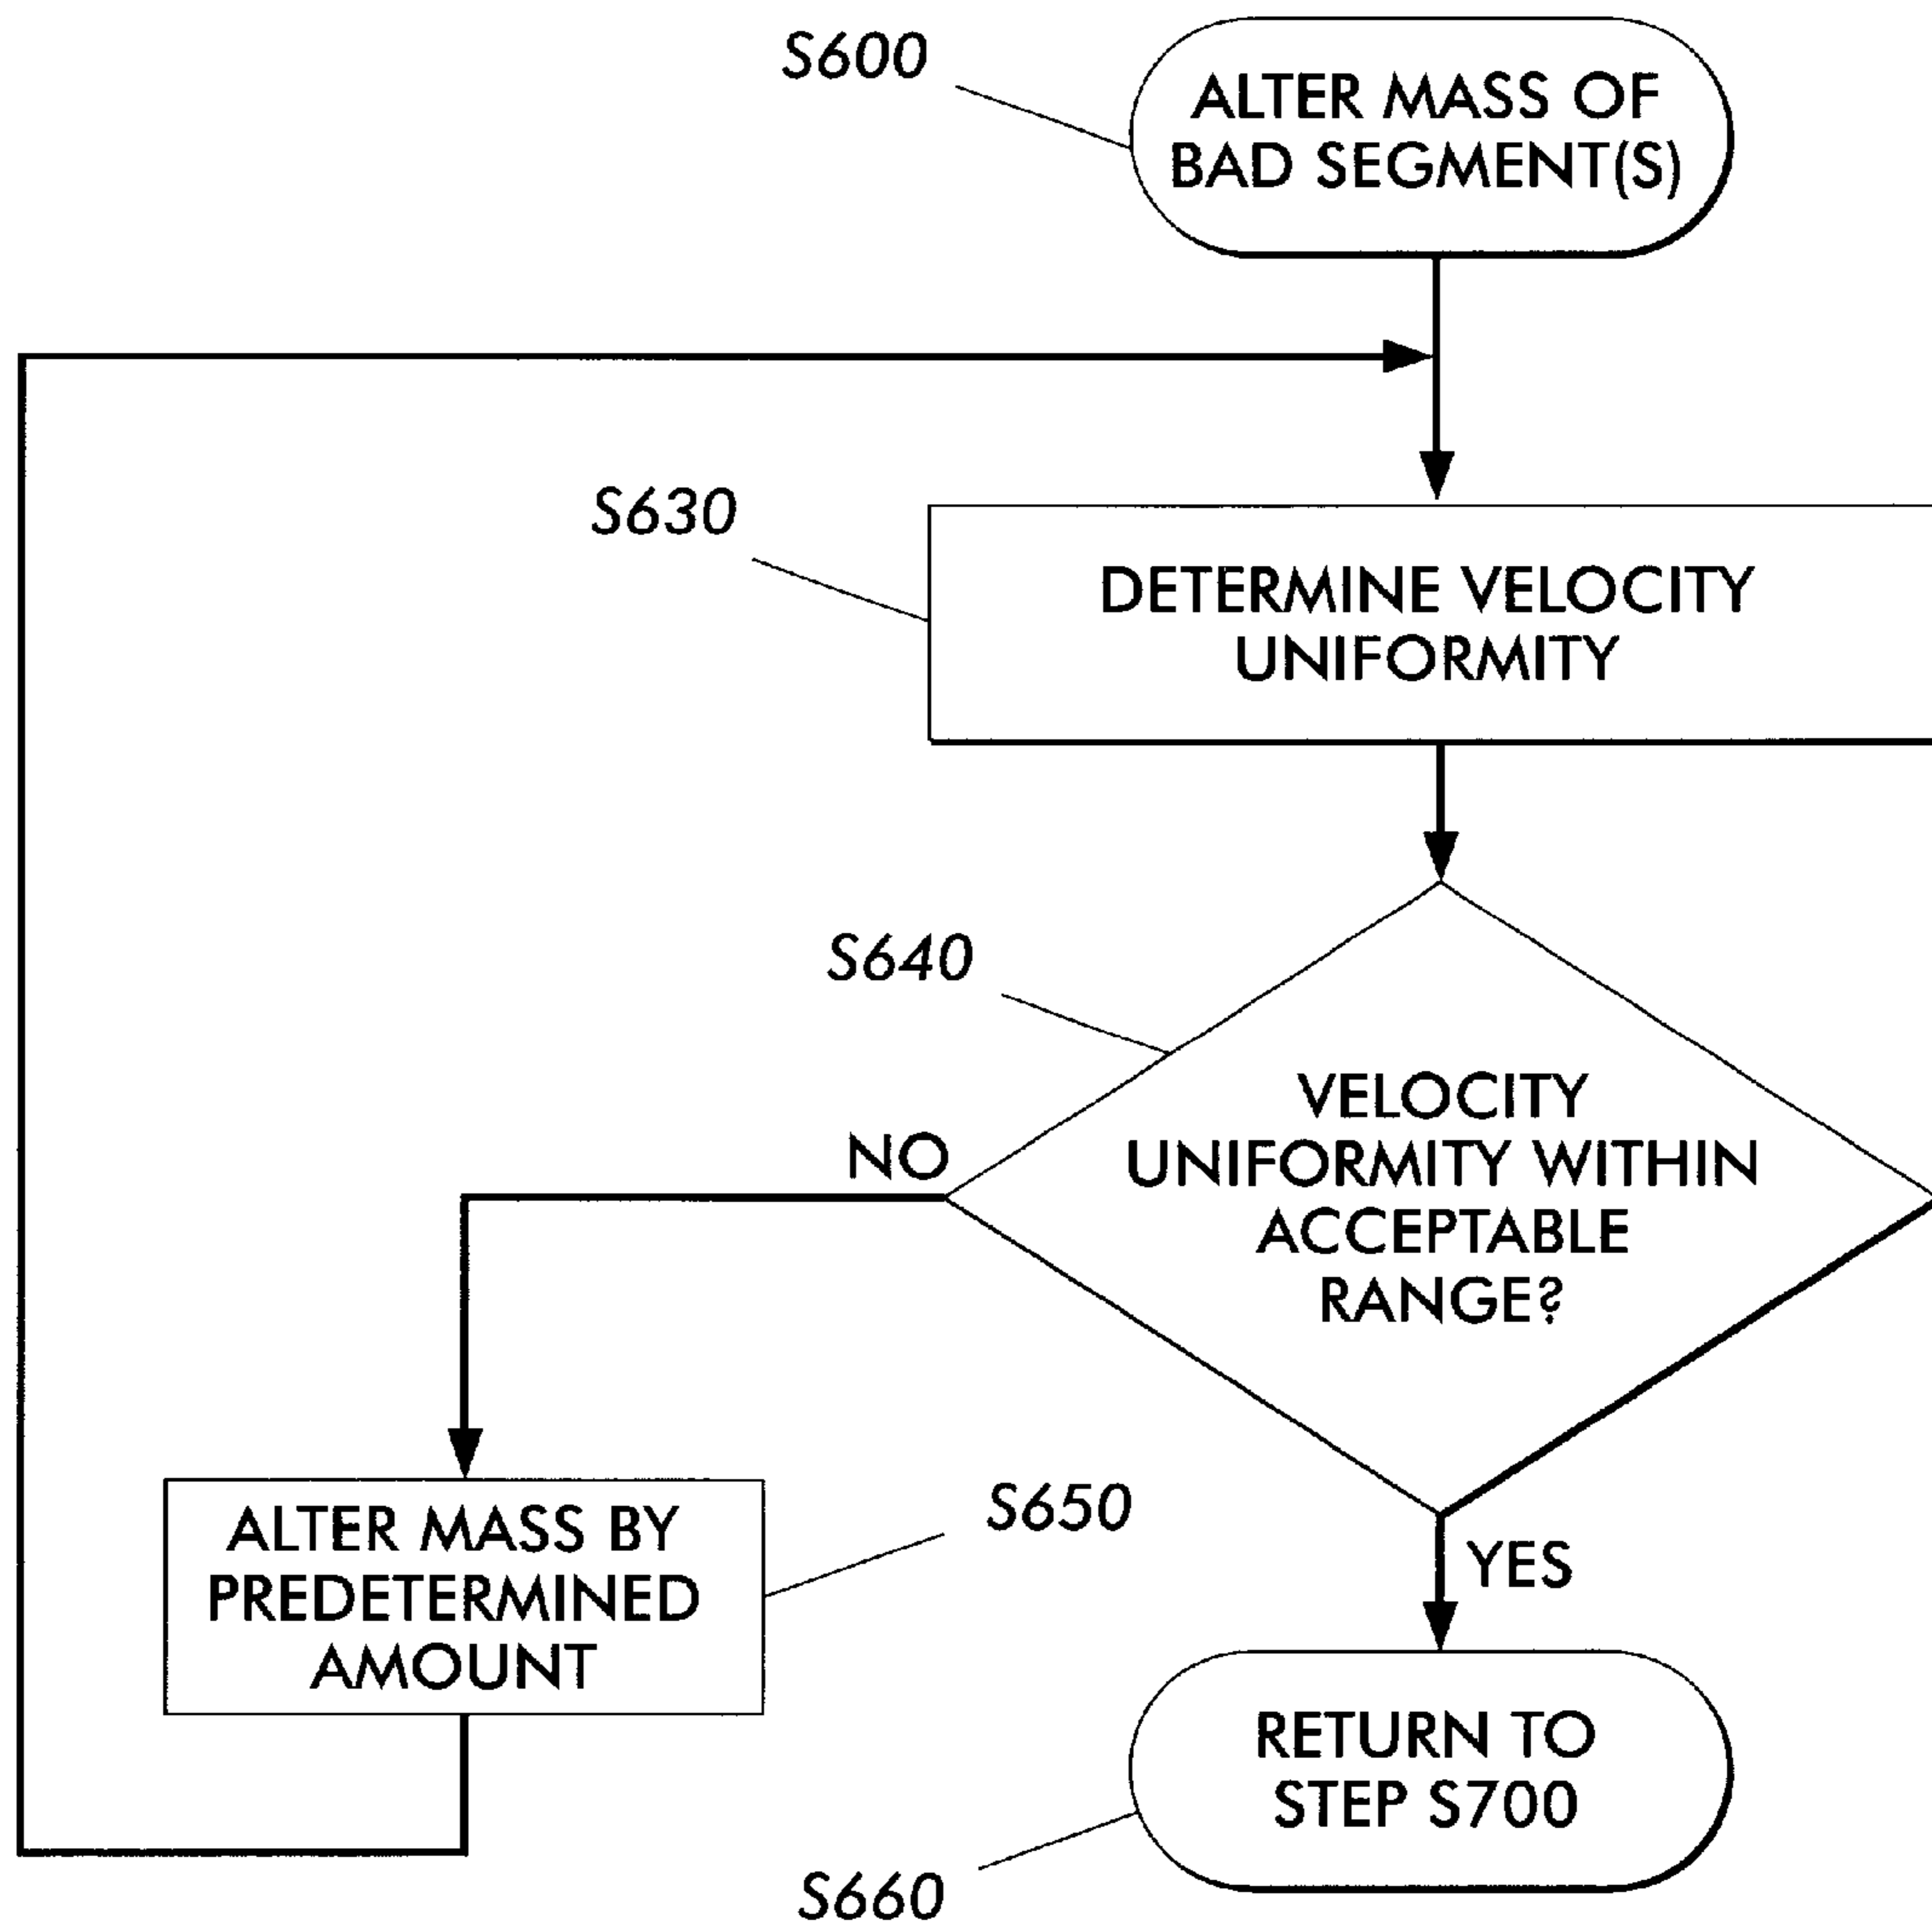 S600
ALTER MASS OF
BAD SEGMENT(S)
S630
DETERMINE VELOCITY
UNIFORMITY
S640
VELOCITY
UNIFORMITY WITHIN
ACCEPTABLE
RANGE?
NO
ALTER MASS BY
PREDETERMINED
AMOUNT
S650
YES
RETURN TO
STEP S700
S660